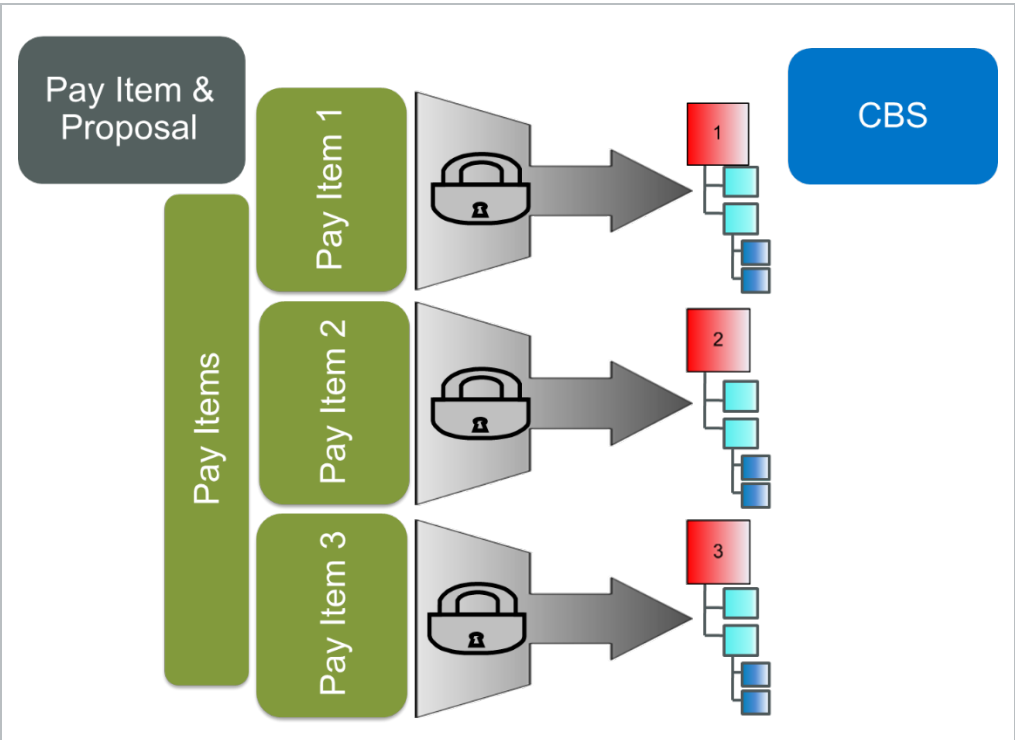 Pay Item &
Proposal
CBS
Pay Items
Pay Item 1
1
Pay Item 2
2
Pay Item 3
3